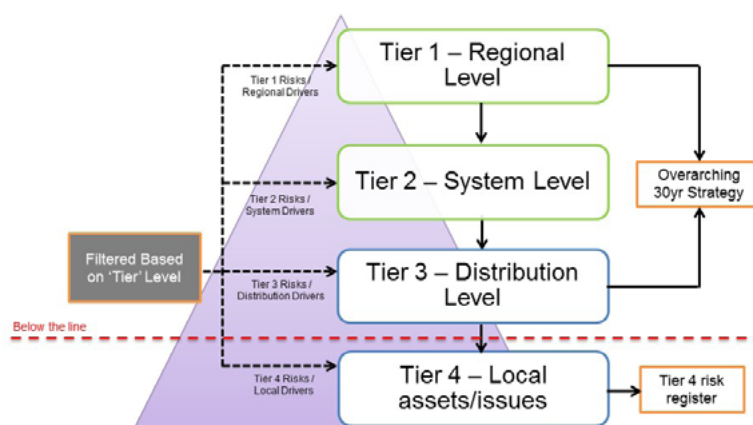 Tier 1 – Regional
Level
Tier 1 Risks /
Regional Drivers
Tier 2 – System Level
Overarching
30yr Strategy
Tier 2 Risks /
System Drivers
Filtered Based
on 'Tier' Level
Tier 3 – Distribution
Level
Tier 3 Risks /
Distribution Drivers
Below the line
Tier 4 – Local
assets/issues
Tier 4 Risks /
Local Drivers
Tier 4 risk
register